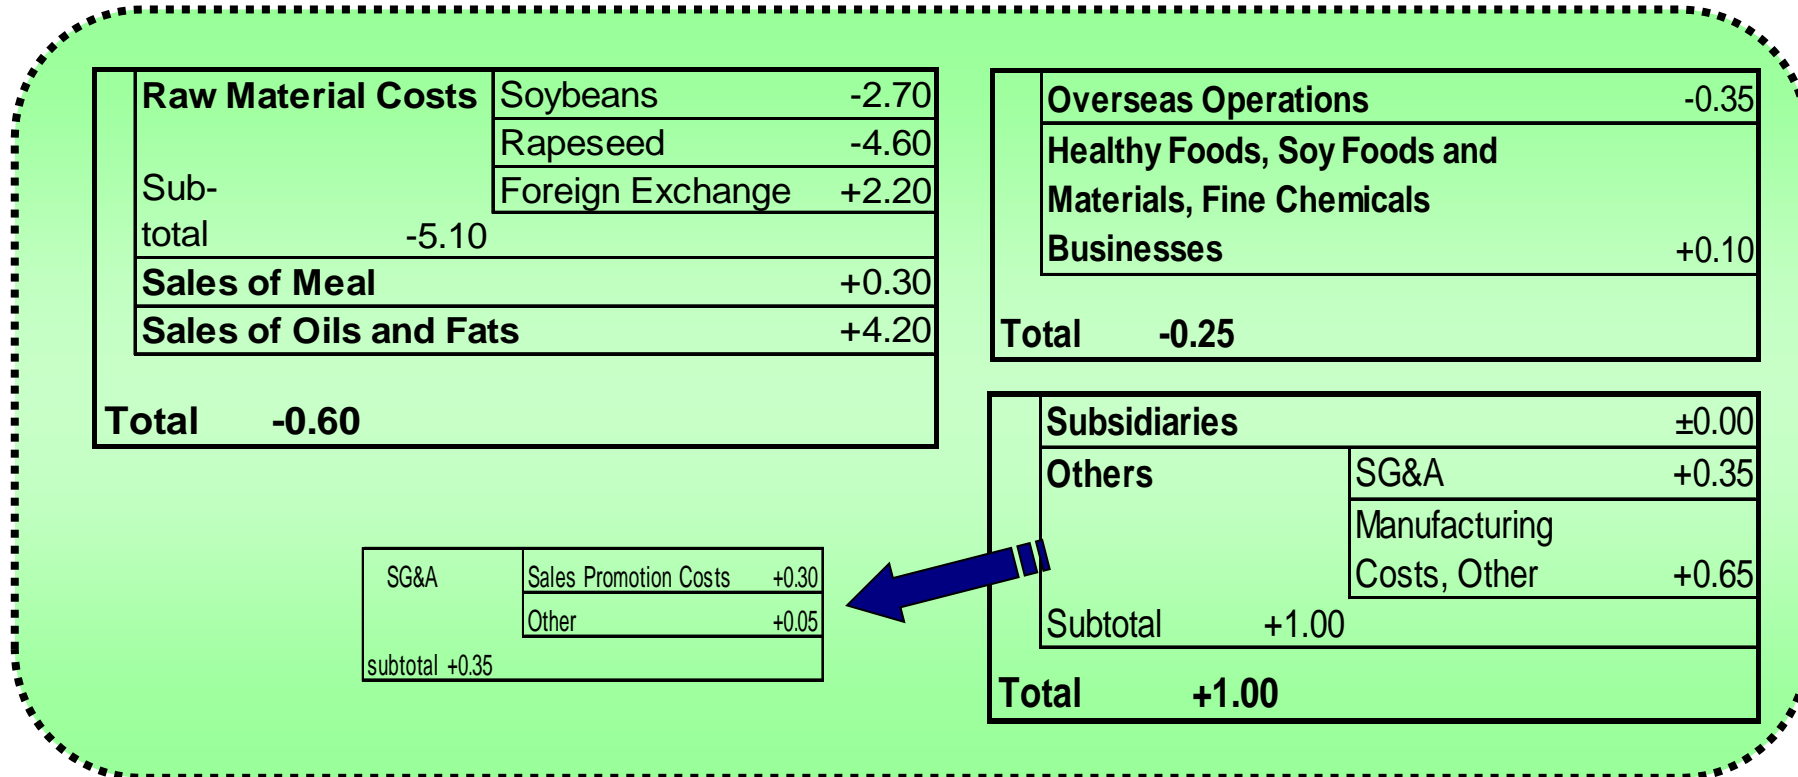 Raw Material Costs Soybeans -2.70
Rapeseed -4.60
Sub- Foreign Exchange +2.20
total -5.10
Sales of Meal +0.30
Sales of Oils and Fats +4.20
Total -0.60
Overseas Operations -0.35
Healthy Foods, Soy Foods and
Materials, Fine Chemicals
Businesses +0.10
Total -0.25
Subsidiaries ±0.00
Others SG&A +0.35
Manufacturing
Costs, Other +0.65
Subtotal +1.00
Total +1.00
SG&A Sales Promotion Costs +0.30
Other +0.05
subtotal +0.35